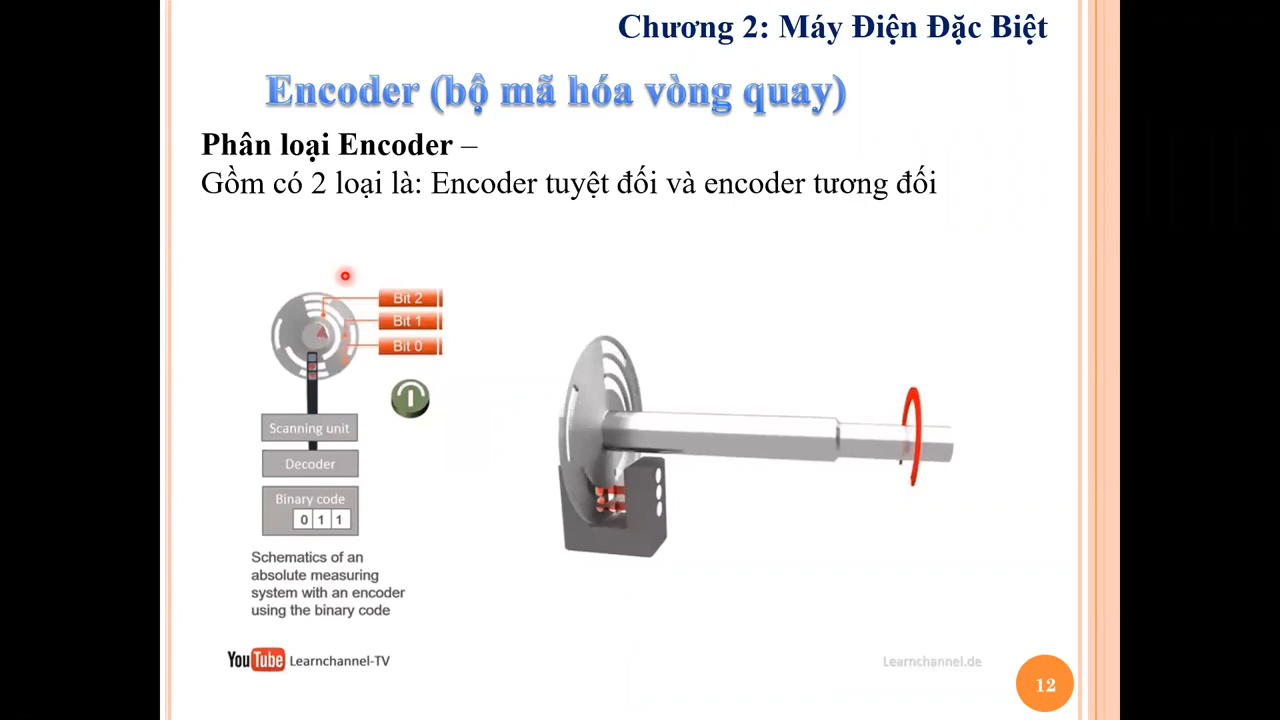 Chương 2: Máy Điện Đặc Biệt
Encoder (bộ mã hóa vòng quay)
Phân loại Encoder –
Gồm có 2 loại là: Encoder tuyệt đối và encoder tương đối
Bit 2
Bit 1
Bit 0
Scanning unit
Decoder
Binary code
0 1 1
Schematics of an
absolute measuring
system with an encoder
using the binary code
YouTube Learnchannel-TV
Learnchannel.de
12